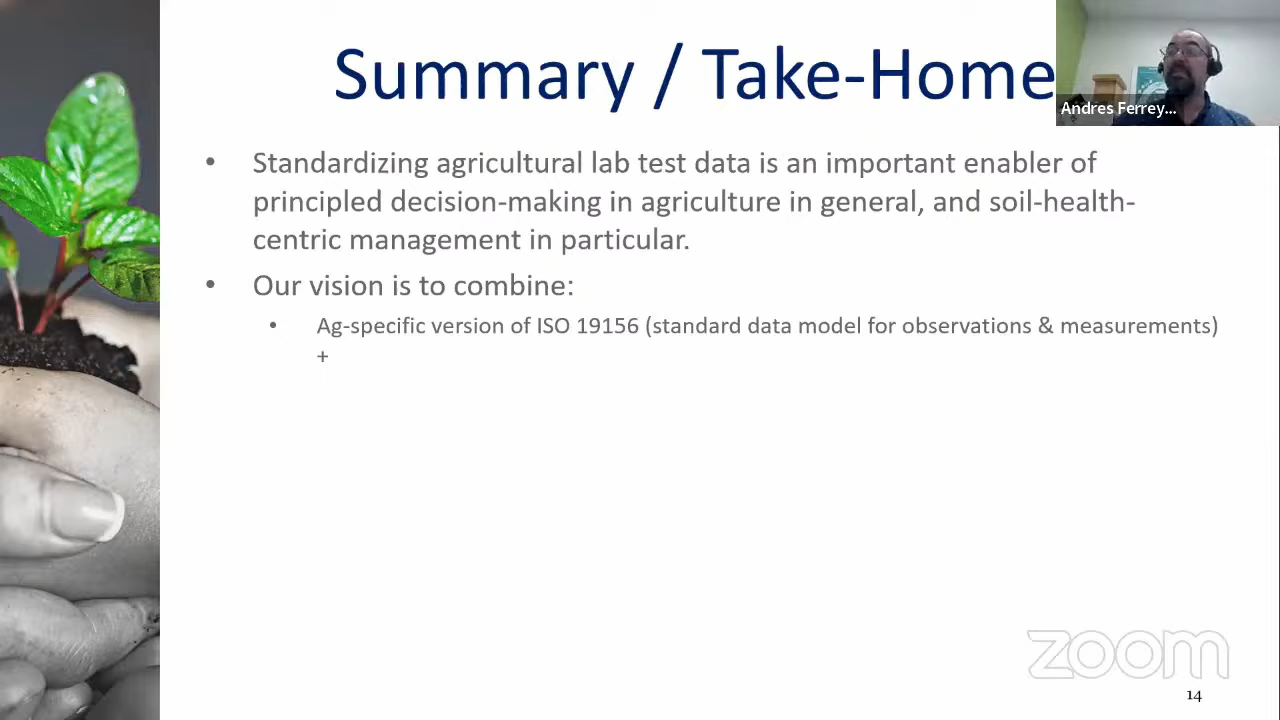 Summary / Take-Home
Andres Ferrey...
• Standardizing agricultural lab test data is an important enabler of
principled decision-making in agriculture in general, and soil-health-
centric management in particular.
• Our vision is to combine:
• Ag-specific version of ISO 19156 (standard data model for observations & measurements)
+
zoom
14